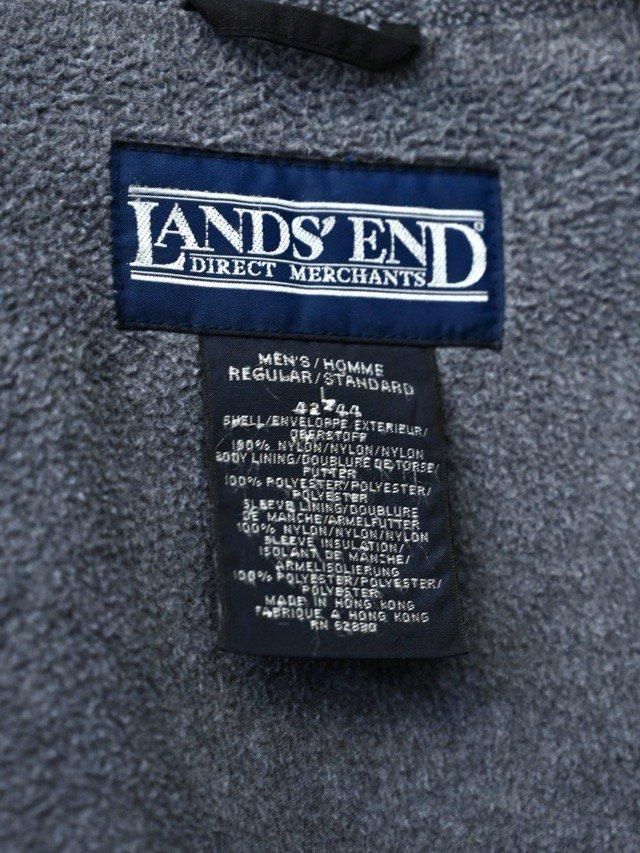 LANDS' END®
DIRECT MERCHANTS
MEN'S/HOMME
REGULAR/STANDARD
L
42-44
SHELL/ENVELOPPE EXTERIEUR/
OBERSTOFF
100% NYLON/NYLON/NYLON
BODY LINING/DOUBLURE DE TORSE/
FUTTER
100% POLYESTER/POLYESTER/
POLYESTER
SLEEVE LINING/DOUBLURE
DE MANCHE/ARMELFUTTER
100% NYLON/NYLON/NYLON
SLEEVE INSULATION/
ISOLANT DE MANCHE/
ARMELISOLIERUNG
100% POLYESTER/POLYESTER/
POLYESTER
MADE IN HONG KONG
FABRIQUE A HONG KONG
RN 62830